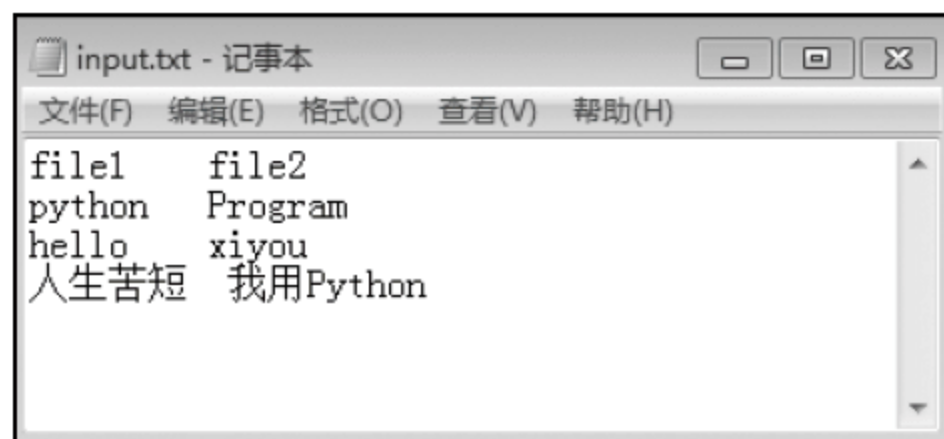 input.txt - 记事本
文件(F) 编辑(E) 格式(O) 查看(V) 帮助(H)
file1 file2
python Program
hello xiyou
人生苦短 我用Python